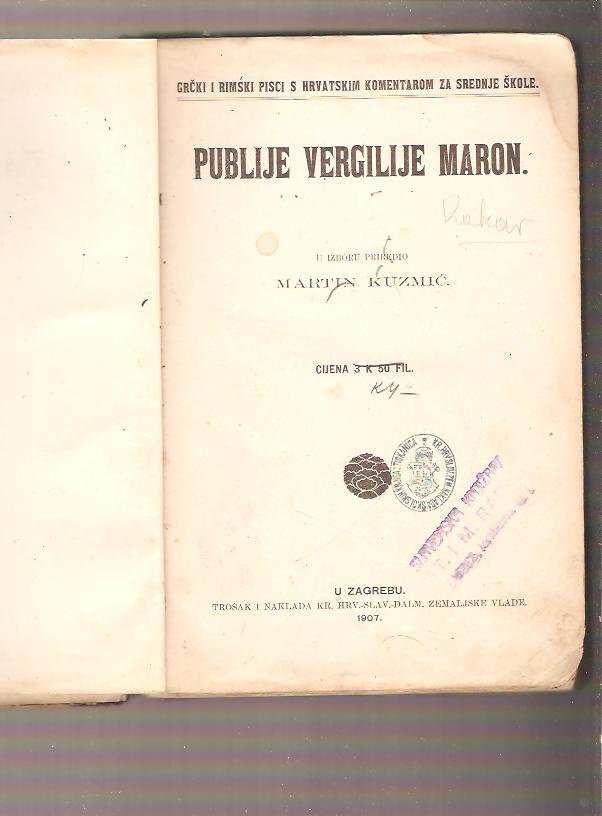 GRČKI I RIMSKI PISCI S HRVATSKIM KOMENTAROM ZA SREDNJE ŠKOLE.
PUBLIJE VERGILIJE MARON.
U IZBORU PRIREDIO
MARTIN KUZMIĆ.
CIJENA 3 K 50 FIL.
U ZAGREBU.
TROŠAK I NAKLADA KR. HRV.-SLAV.-DALM. ZEMALJSKE VLADE.
1907.